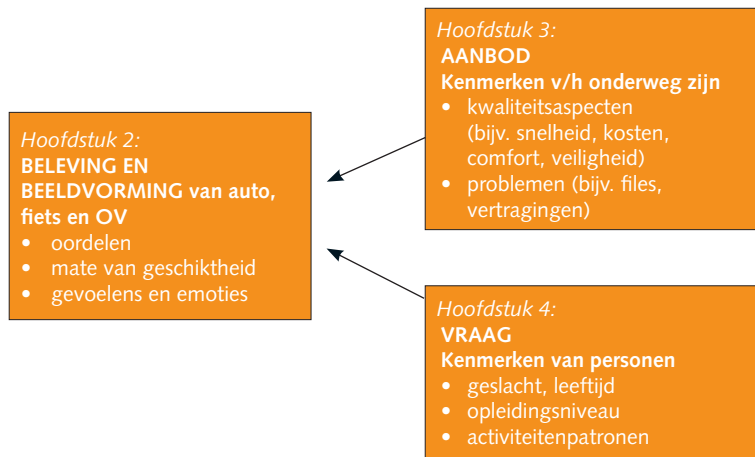 Hoofdstuk 2:
BELEVING EN
BEELDVORMING van auto,
fiets en OV
• oordelen
• mate van geschiktheid
• gevoelens en emoties
Hoofdstuk 3:
AANBOD
Kenmerken v/h onderweg zijn
• kwaliteitsaspecten
(bijv. snelheid, kosten,
comfort, veiligheid)
• problemen (bijv. files,
vertragingen)
Hoofdstuk 4:
VRAAG
Kenmerken van personen
• geslacht, leeftijd
• opleidingsniveau
• activiteitenpatronen